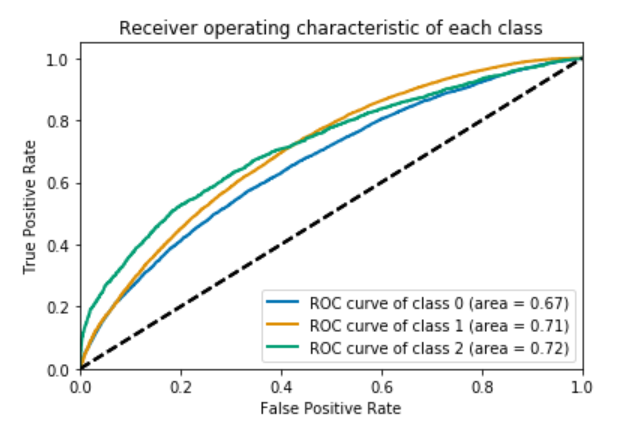 Receiver operating characteristic of each class
True Positive Rate
1.0
0.8
0.6
0.4
0.2
0.0
ROC curve of class 0 (area = 0.67)
ROC curve of class 1 (area = 0.71)
ROC curve of class 2 (area = 0.72)
0.0 0.2 0.4 0.6 0.8 1.0
False Positive Rate